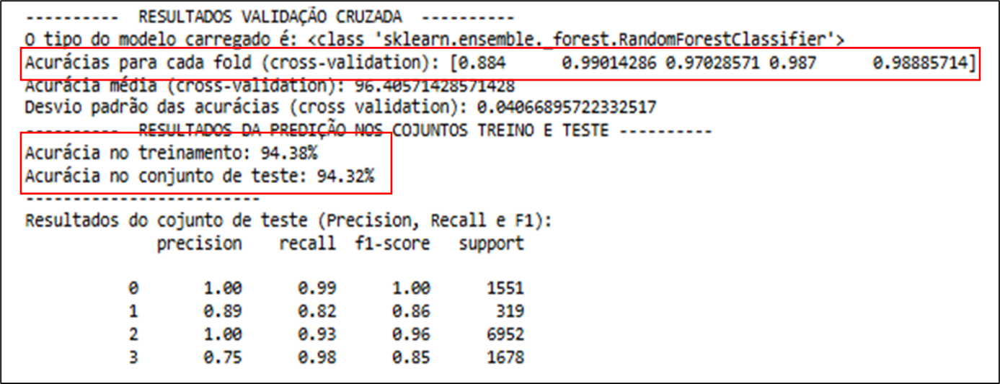 ---------- RESULTADOS VALIDAÇÃO CRUZADA ----------
O tipo do modelo carregado é: <class 'sklearn.ensemble._forest.RandomForestClassifier'>
Acurácias para cada fold (cross-validation): [0.884 0.99014286 0.97028571 0.987 0.98885714]
Acurácia média (cross-validation): 96.40571428571428
Desvio padrão das acurácias (cross validation): 0.04066895722332517
---------- RESULTADOS DA PREDIÇÃO NOS COJUNTOS TREINO E TESTE ----------
Acurácia no treinamento: 94.38%
Acurácia no conjunto de teste: 94.32%
-------------------------
Resultados do cojunto de teste (Precision, Recall e F1):
precision recall f1-score support
0 1.00 0.99 1.00 1551
1 0.89 0.82 0.86 319
2 1.00 0.93 0.96 6952
3 0.75 0.98 0.85 1678